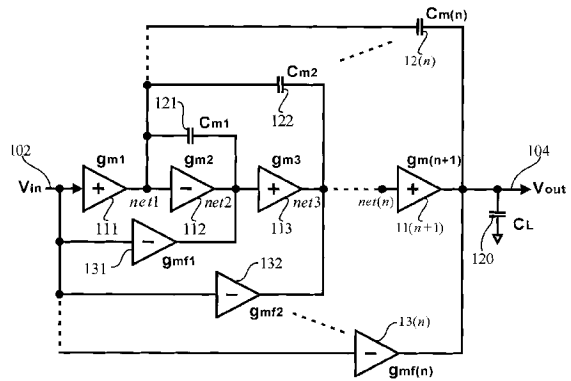 Cm(n)
12(n)
Cm2
122
121
Cm1
102
104
gm1
gm2
gm3
gm(n+1)
Vin
+
−
+
+
Vout
net1
net2
net3
net(n)
111
112
113
11(n+1)
CL
120
−
131
gmf1
132
−
gmf2
13(n)
−
gmf(n)